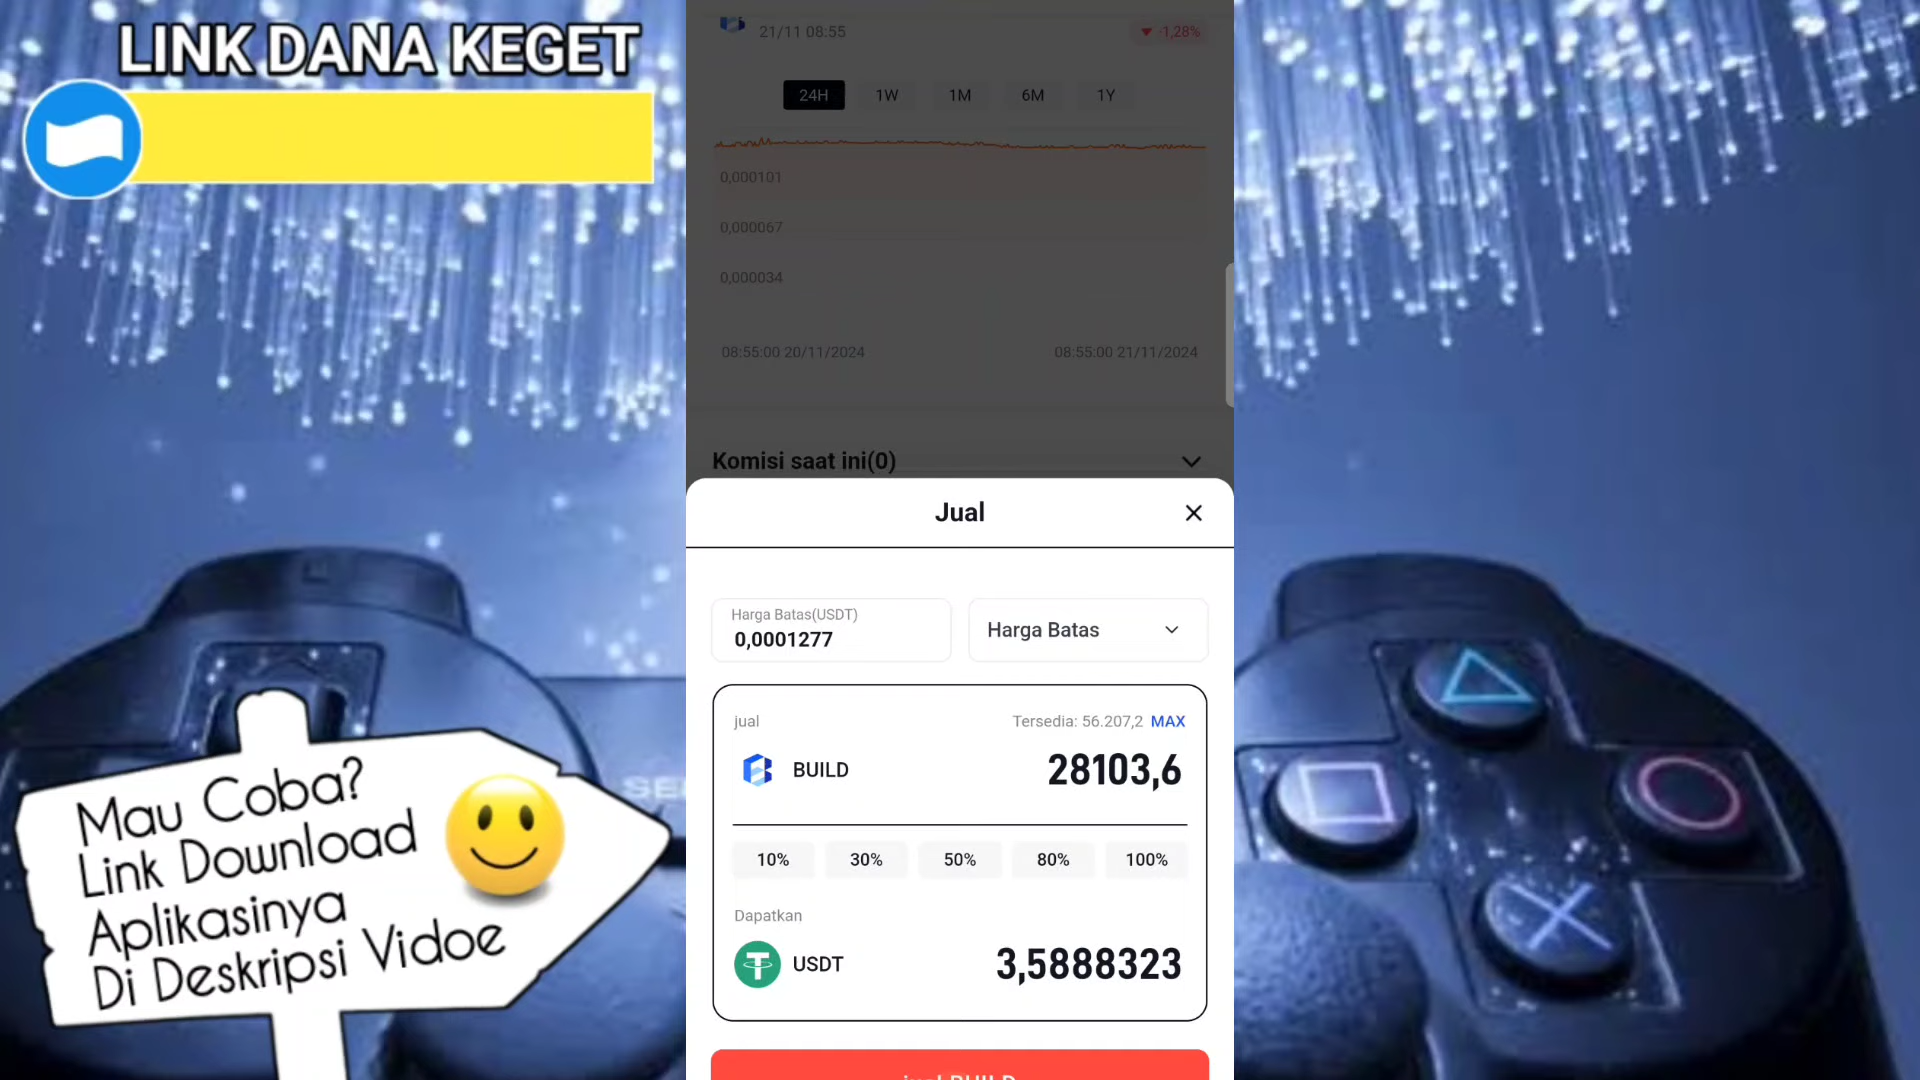 LINK DANA KEGET
21/11 08:55
-1,28%
24H 1W 1M 6M 1Y
0,000101
0,000067
0,000034
08:55:00 20/11/2024 08:55:00 21/11/2024
Komisi saat ini(0)
Jual
Harga Batas(USDT)
0,0001277
Harga Batas
jual Tersedia: 56.207,2 MAX
BUILD 28103,6
10% 30% 50% 80% 100%
Dapatkan
USDT 3,5888323
jual BUILD
Mau Coba?
Link Download
Aplikasinya
Di Deskripsi Vidoe